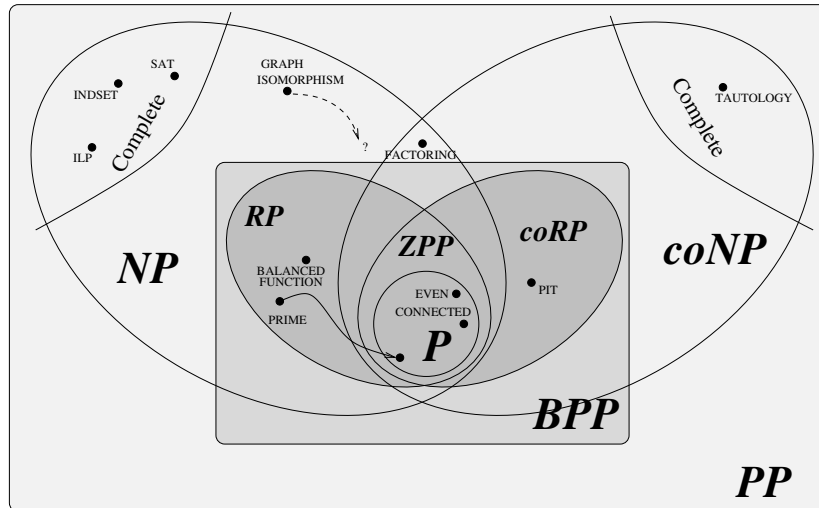 SAT
GRAPH
ISOMORPHISM
INDSET
Complete
ILP
?
FACTORING
Complete
TAUTOLOGY
RP
ZPP
coRP
NP
coNP
BALANCED
FUNCTION
PRIME
EVEN
CONNECTED
PIT
P
BPP
PP